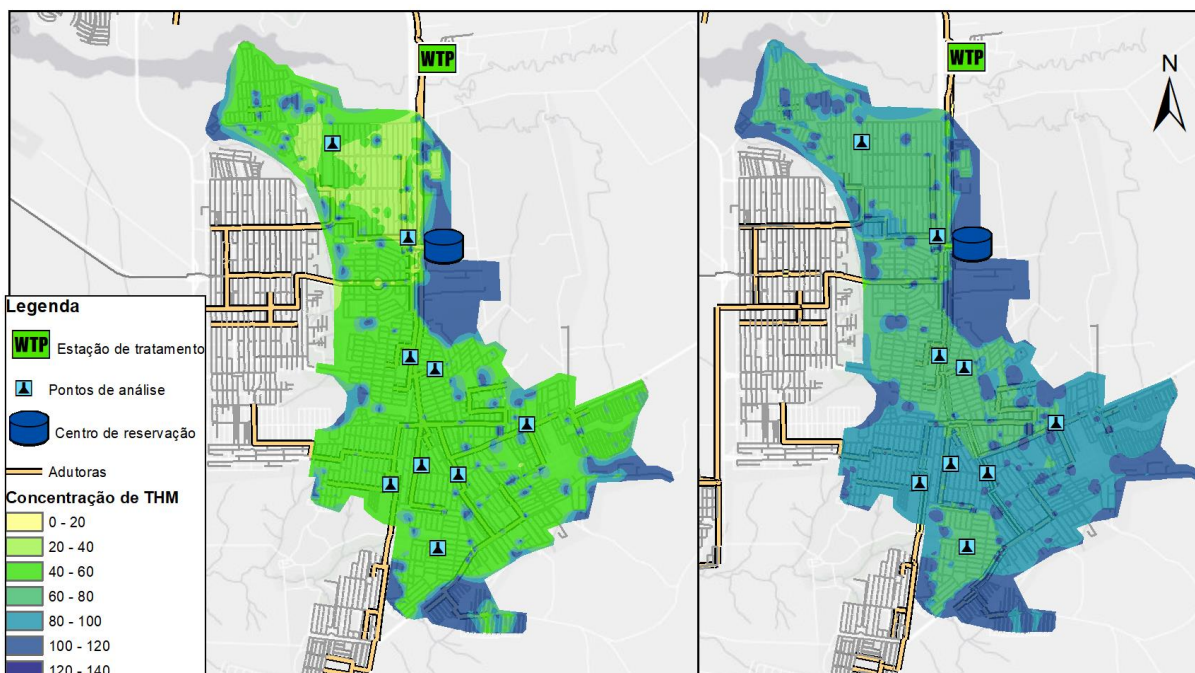 WTP
WTP
N
Legenda
WTP Estação de tratamento
Pontos de análise
Centro de reservação
Adutoras
Concentração de THM
0 - 20
20 - 40
40 - 60
60 - 80
80 - 100
100 - 120
120 - 140